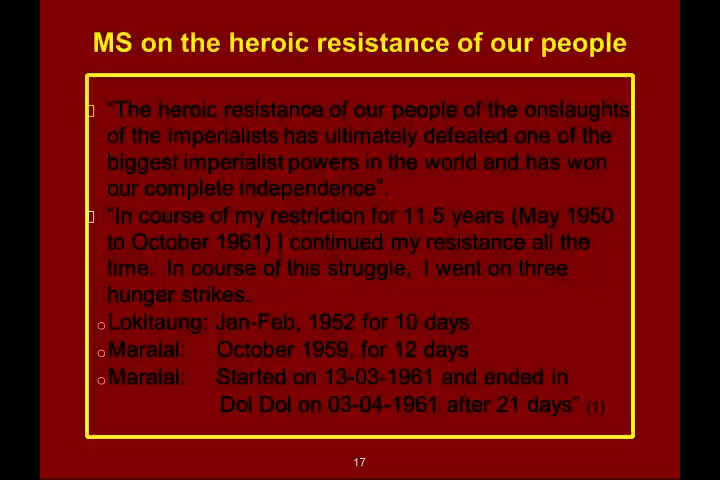 MS on the heroic resistance of our people
“The heroic resistance of our people of the onslaughts
of the imperialists has ultimately defeated one of the
biggest imperialist powers in the world and has won
our complete independence”.
“In course of my restriction for 11.5 years (May 1950
to October 1961) I continued my resistance all the
time. In course of this struggle, I went on three
hunger strikes.
Lokitaung: Jan-Feb, 1952 for 10 days
Maralal: October 1959, for 12 days
Maralal: Started on 13-03-1961 and ended in
Dol Dol on 03-04-1961 after 21 days” (1)
17